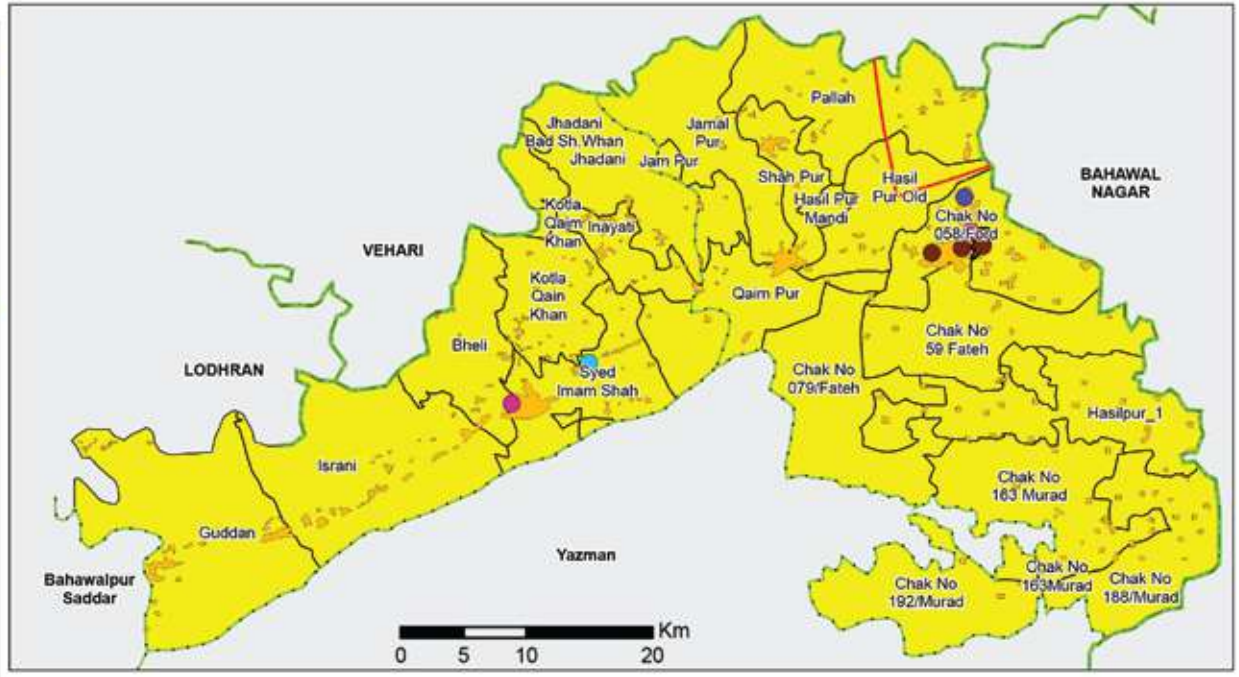 Pallah
Jhadani
Bad Sh.Whan
Jhadani
Jamal
Pur
Jam Pur
Shah Pur
Hasil Pur
Mandi
Hasil
Pur Old
BAHAWAL
NAGAR
Kotla
Qaim
Khan
Inayati
Chak No
058/Ford
VEHARI
Kotla
Qain
Khan
Qaim Pur
Bheli
Chak No
59 Fateh
LODHRAN
Syed
Imam Shah
Chak No
079/Fateh
Hasilpur_1
Israni
Chak No
163 Murad
Guddan
Yazman
Bahawalpur
Saddar
Chak No
192/Murad
Chak No
163Murad
Chak No
188/Murad
Km
0 5 10 20